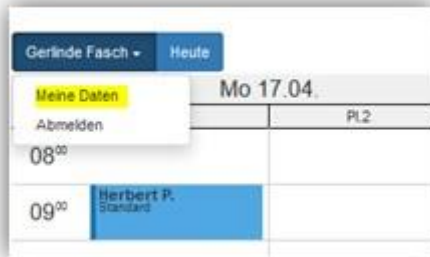 Gerlinde Fasch Heute
Meine Daten
Mo 17.04.
Abmelden
Pl.2
08⁰⁰
Herbert P.
09⁰⁰
Standard